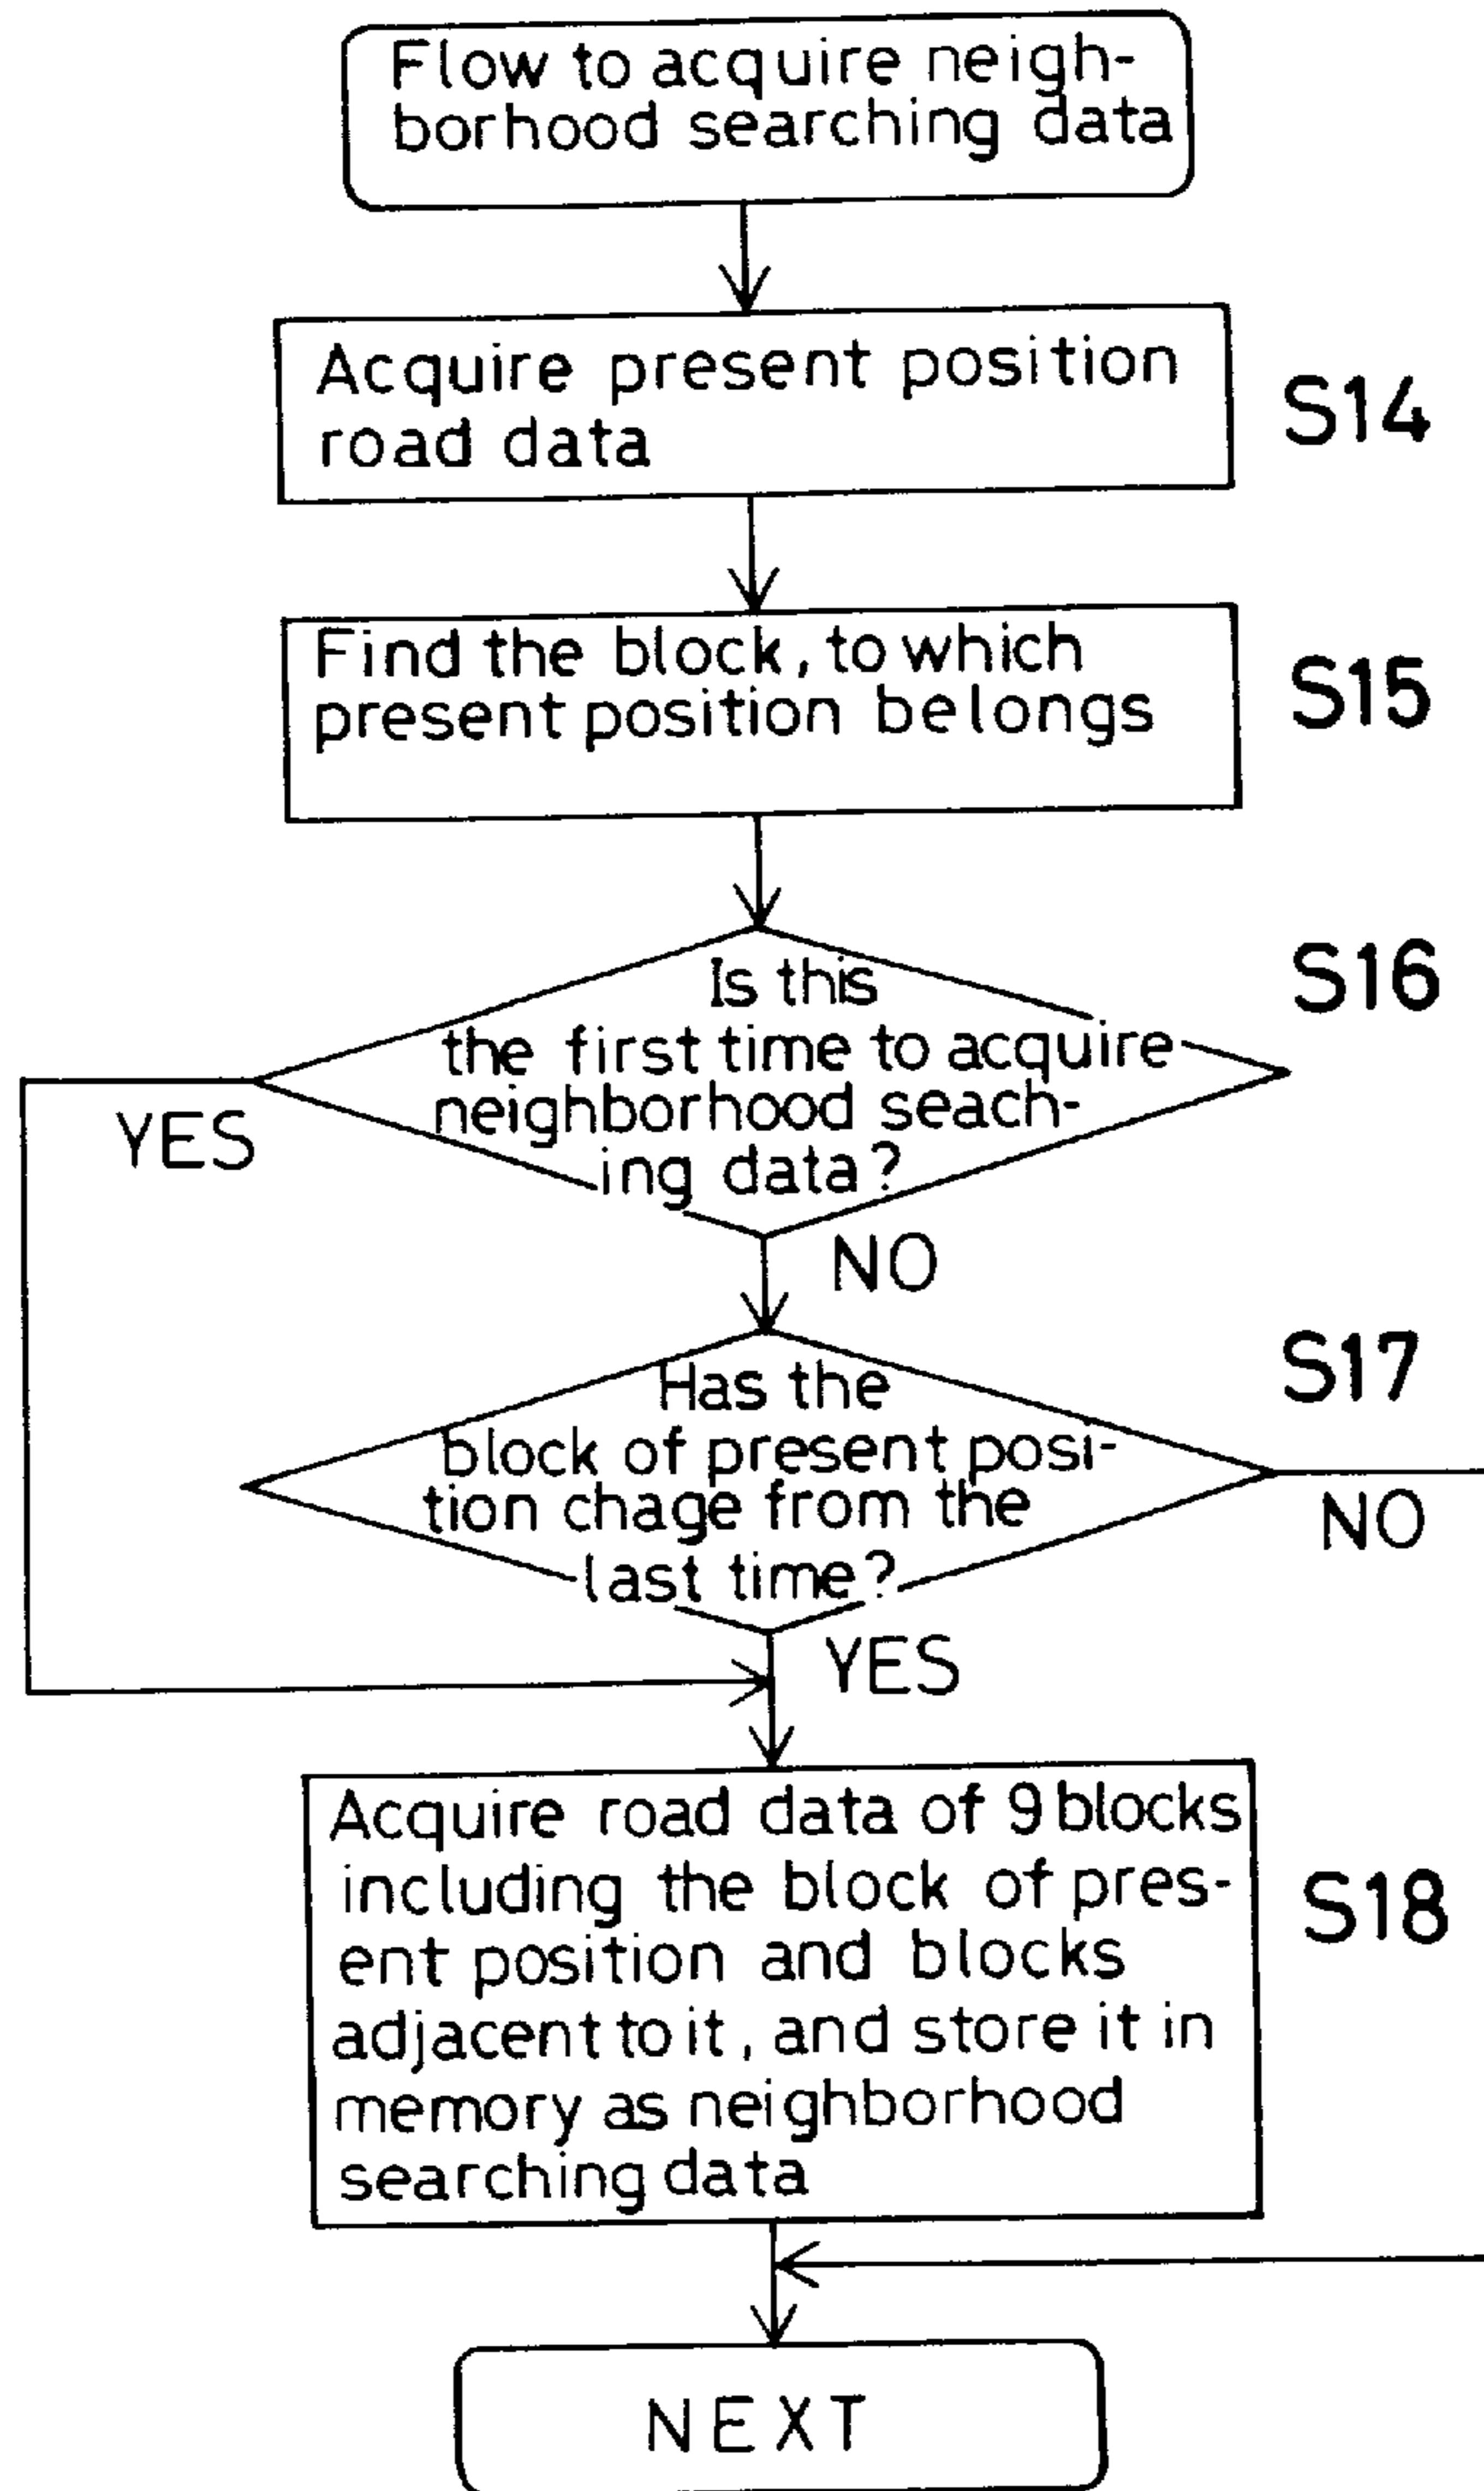 Flow to acquire neigh-
borhood searching data
Acquire present position
road data
S14
Find the block, to which
present position belongs
S15
Is this
the first time to acquire
neighborhood seach-
ing data?
S16
YES
NO
Has the
block of present posi-
tion chage from the
last time?
S17
NO
YES
Acquire road data of 9 blocks
including the block of pres-
ent position and blocks
adjacent to it, and store it in
memory as neighborhood
searching data
S18
NEXT